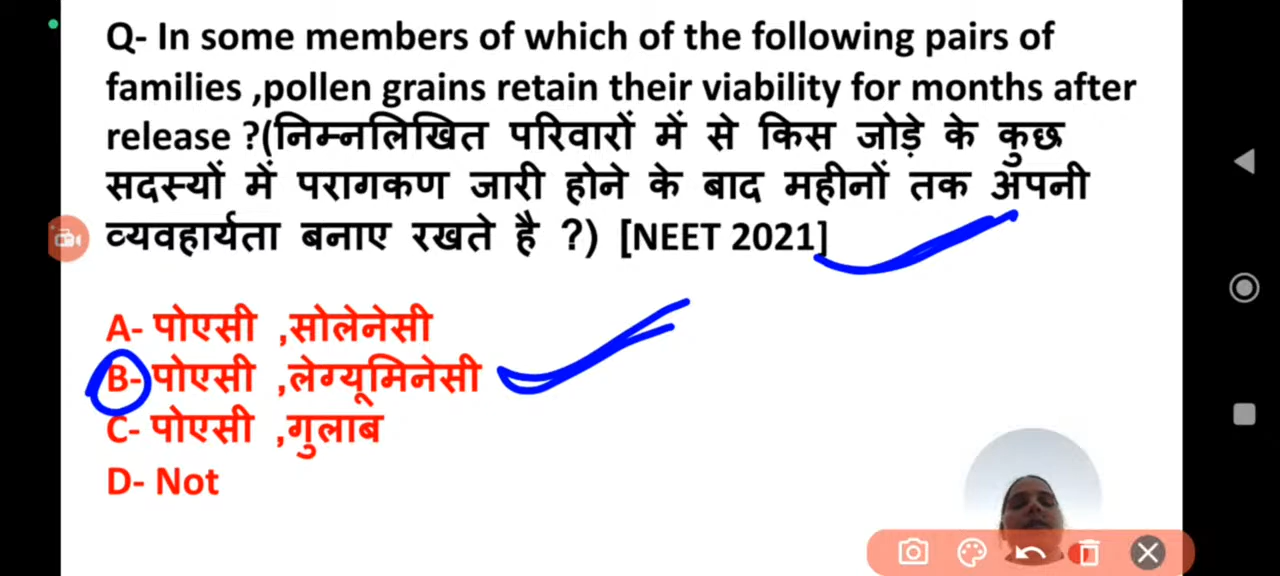 Q- In some members of which of the following pairs of
families ,pollen grains retain their viability for months after
release ?(निम्नलिखित परिवारों में से किस जोड़े के कुछ
सदस्यों में परागकण जारी होने के बाद महीनों तक अपनी
व्यवहार्यता बनाए रखते है ?) [NEET 2021]
A- पोएसी ,सोलेनेसी
B- पोएसी ,लेग्यूमिनेसी
C- पोएसी ,गुलाब
D- Not